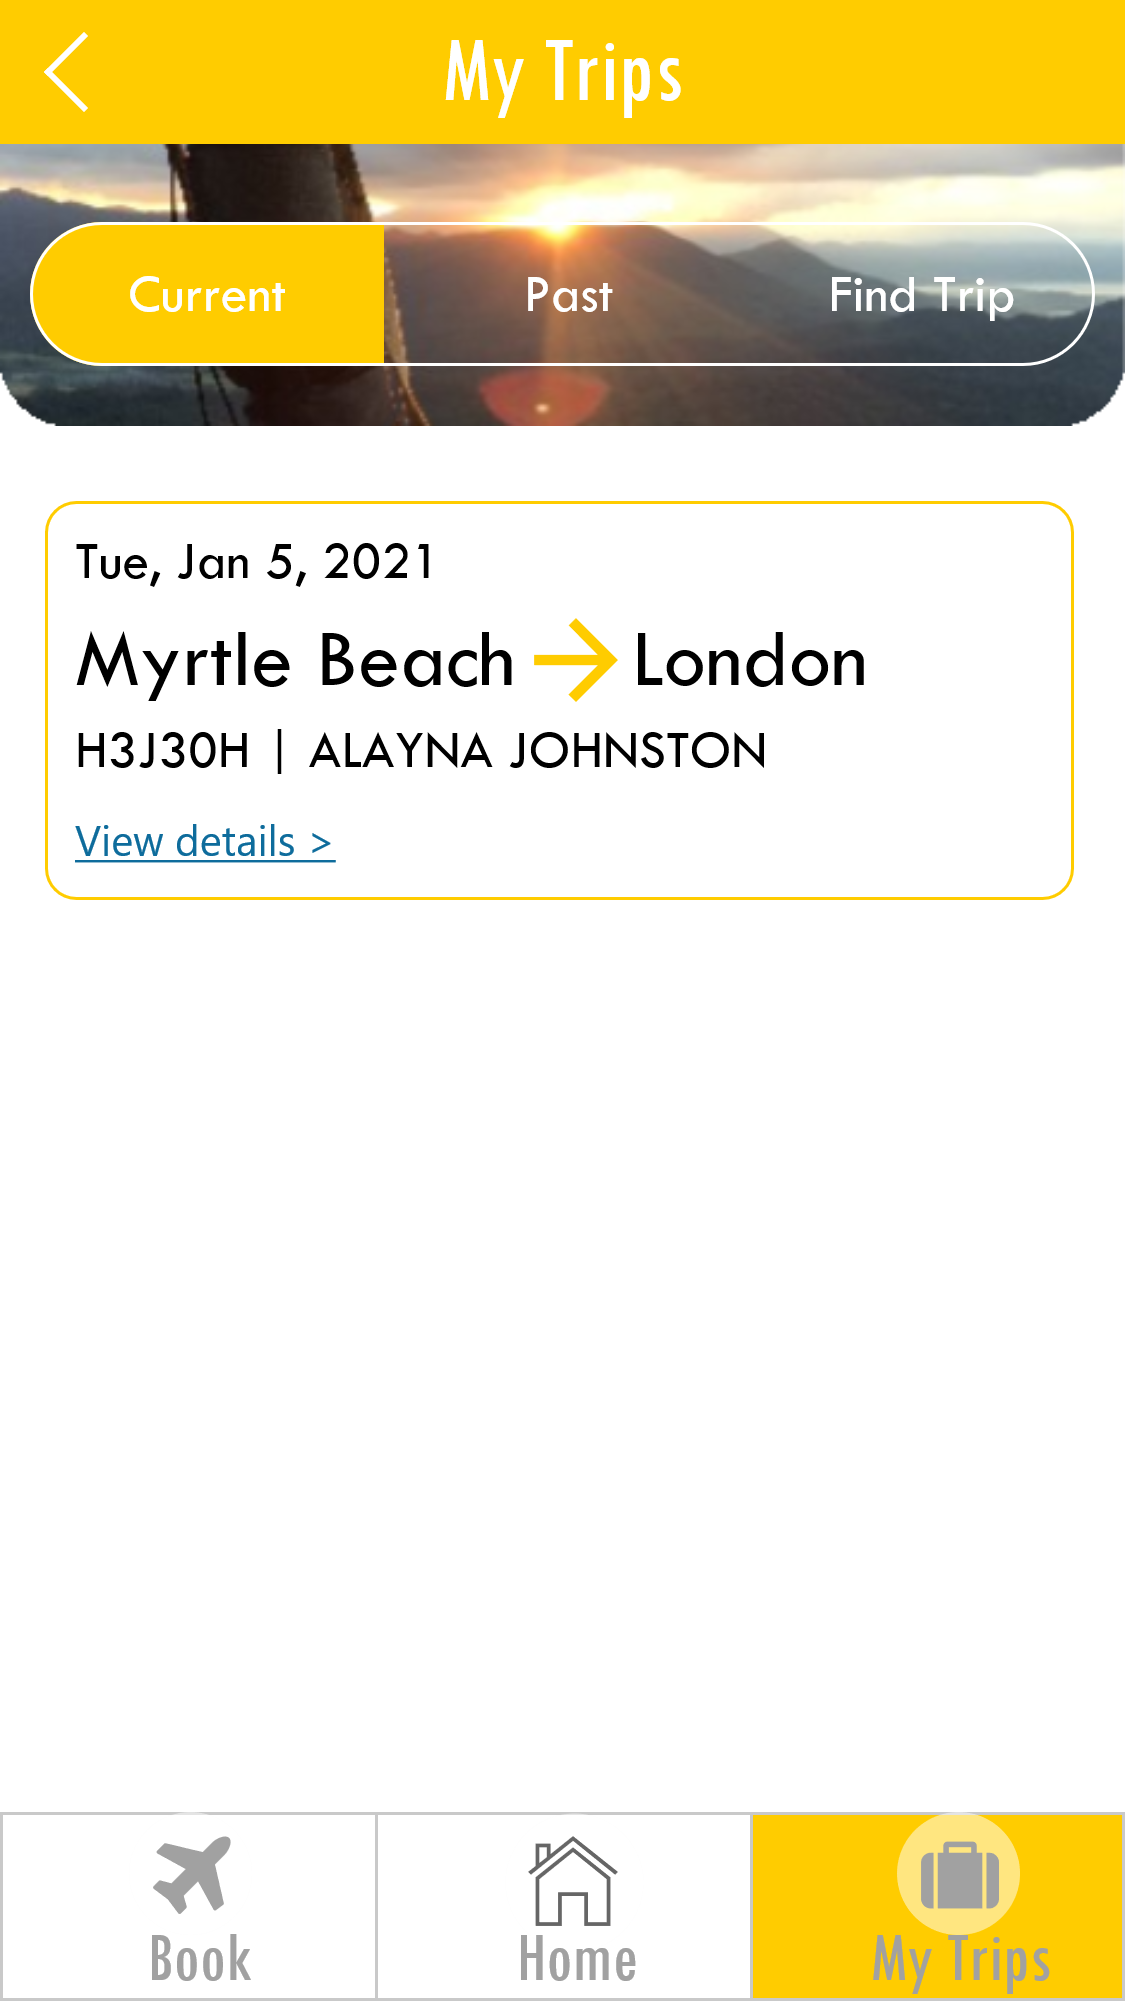 My Trips
Current Past Find Trip
Tue, Jan 5, 2021
Myrtle Beach → London
H3J30H | ALAYNA JOHNSTON
View details >
Book Home My Trips